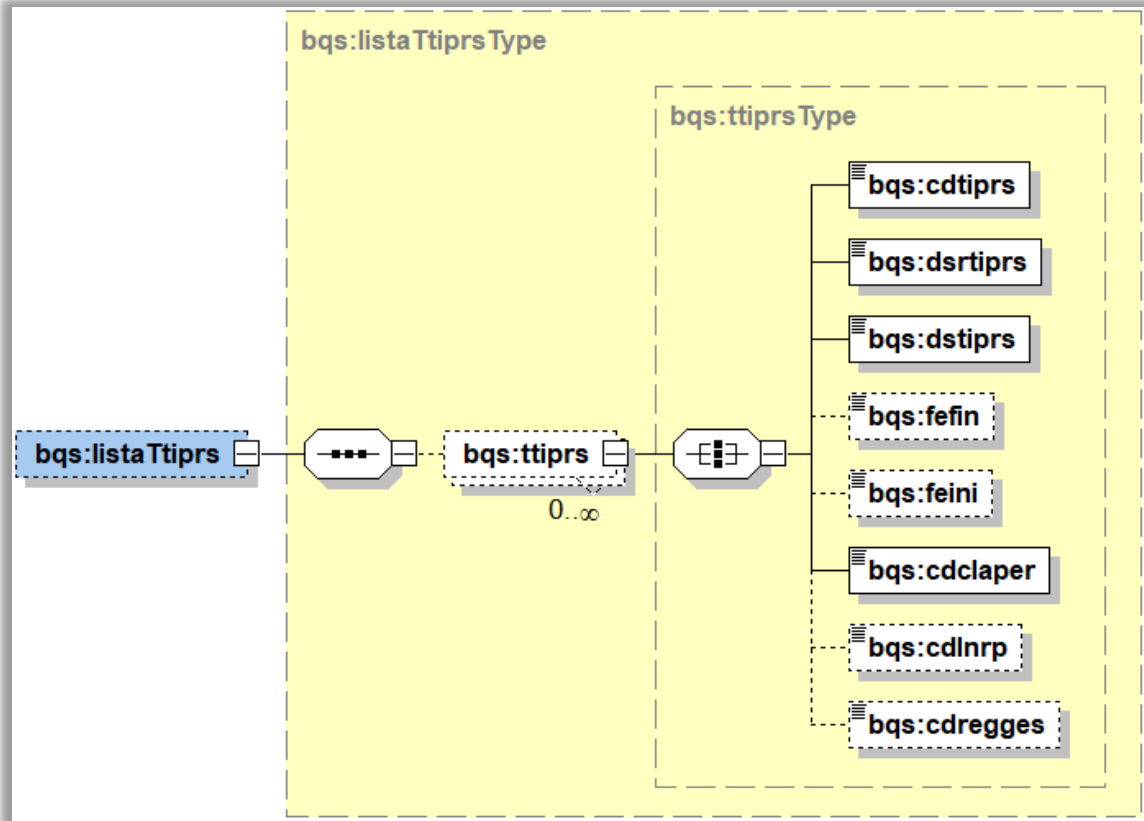 bqs:listaTtiprsType
bqs:ttiprsType
bqs:cdtiprs
bqs:dsrtiprs
bqs:dstiprs
bqs:fefin
bqs:listaTtiprs
bqs:ttiprs
bqs:feini
0..∞
bqs:cdclaper
bqs:cdlnrp
bqs:cdregges